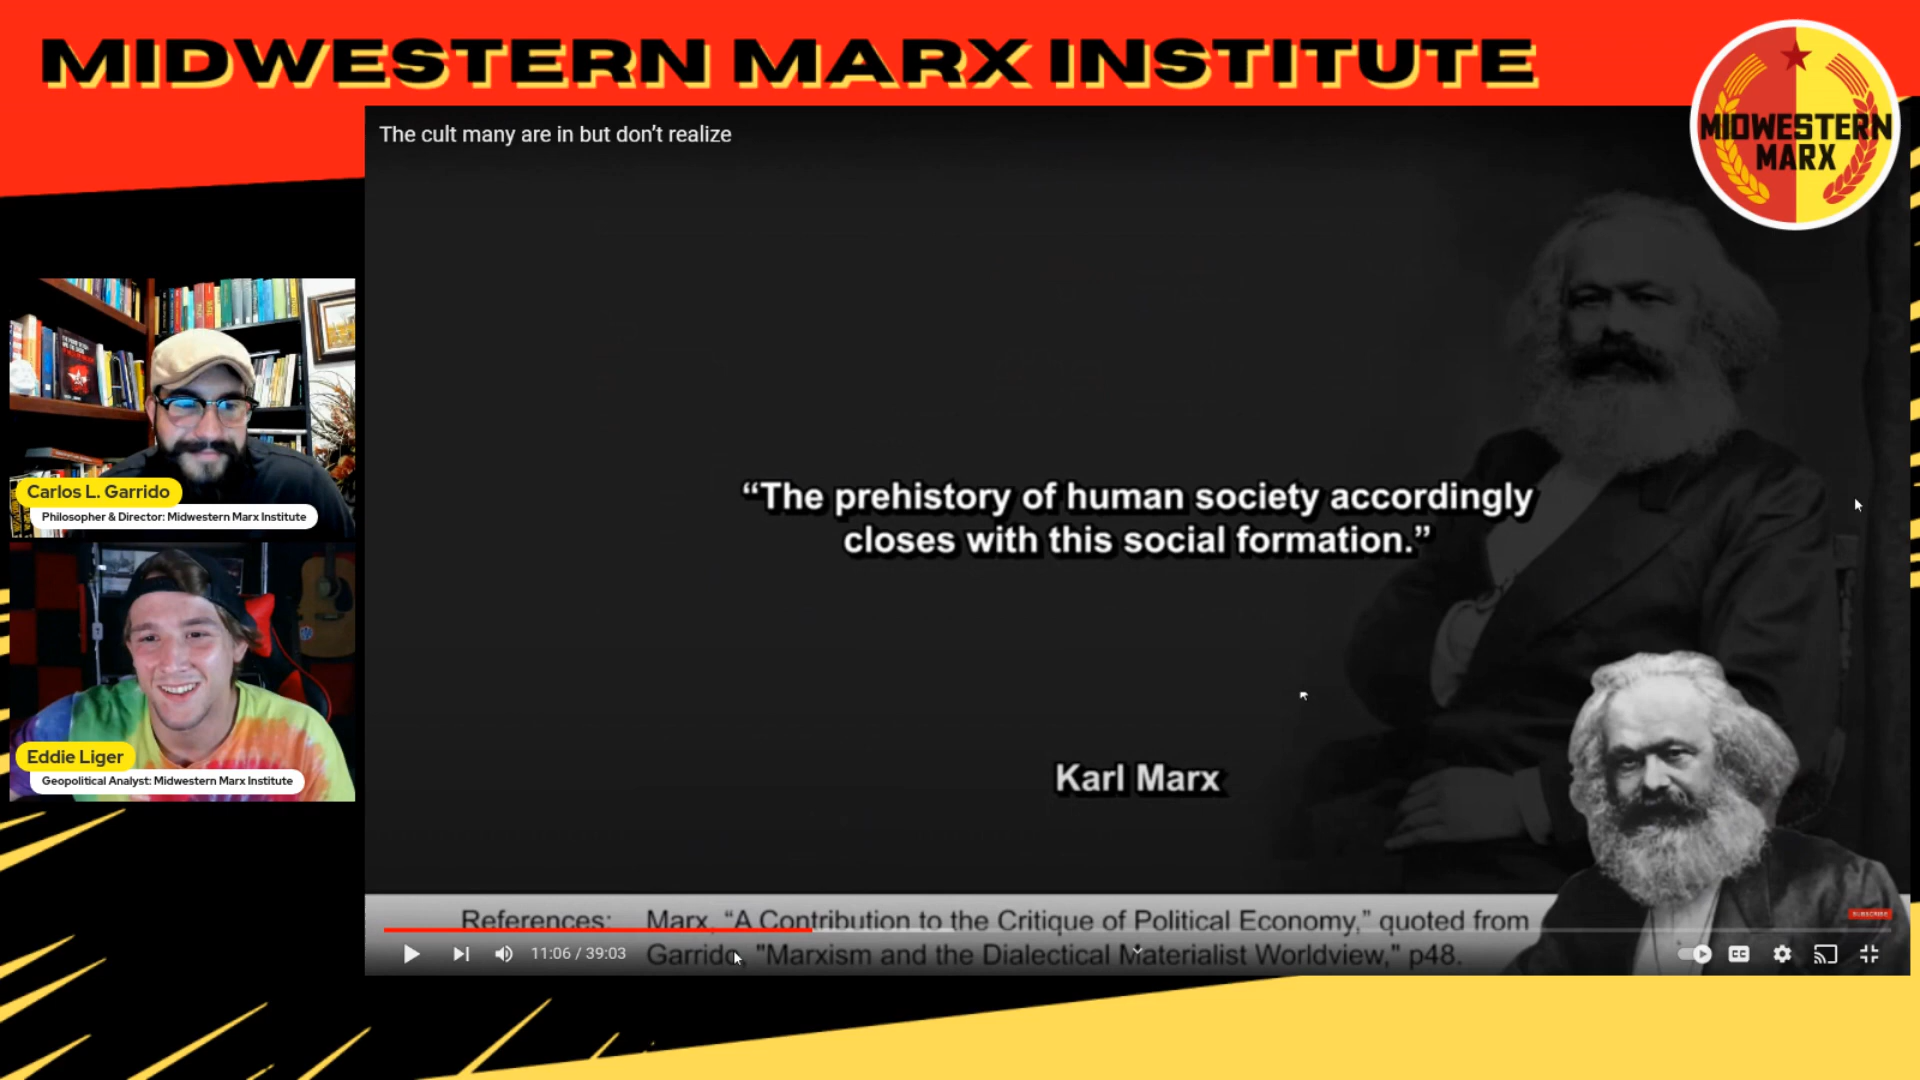 MIDWESTERN MARX INSTITUTE
MIDWESTERN
MARX
The cult many are in but don’t realize
“The prehistory of human society accordingly
closes with this social formation.”
Karl Marx
Carlos L. Garrido
Philosopher & Director: Midwestern Marx Institute
Eddie Liger
Geopolitical Analyst: Midwestern Marx Institute
References: Marx, “A Contribution to the Critique of Political Economy,” quoted from
Garrido, "Marxism and the Dialectical Materialist Worldview," p48.
SUBSCRIBE
11:06 / 39:03
CC